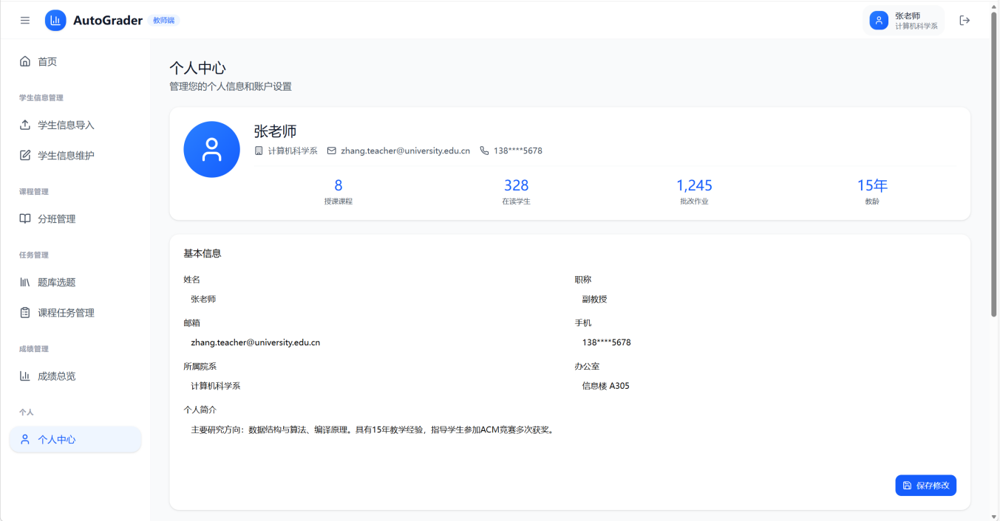 AutoGrader 教师端
张老师
计算机科学系
首页
学生信息管理
学生信息导入
学生信息维护
课程管理
分班管理
任务管理
题库选题
课程任务管理
成绩管理
成绩总览
个人
个人中心
个人中心
管理您的个人信息和账户设置
张老师
计算机科学系 zhang.teacher@university.edu.cn 138****5678
8 328 1,245 15年
授课课程 在读学生 批改作业 教龄
基本信息
姓名 职称
张老师 副教授
邮箱 手机
zhang.teacher@university.edu.cn 138****5678
所属院系 办公室
计算机科学系 信息楼 A305
个人简介
主要研究方向：数据结构与算法、编译原理。具有15年教学经验，指导学生参加ACM竞赛多次获奖。
保存修改